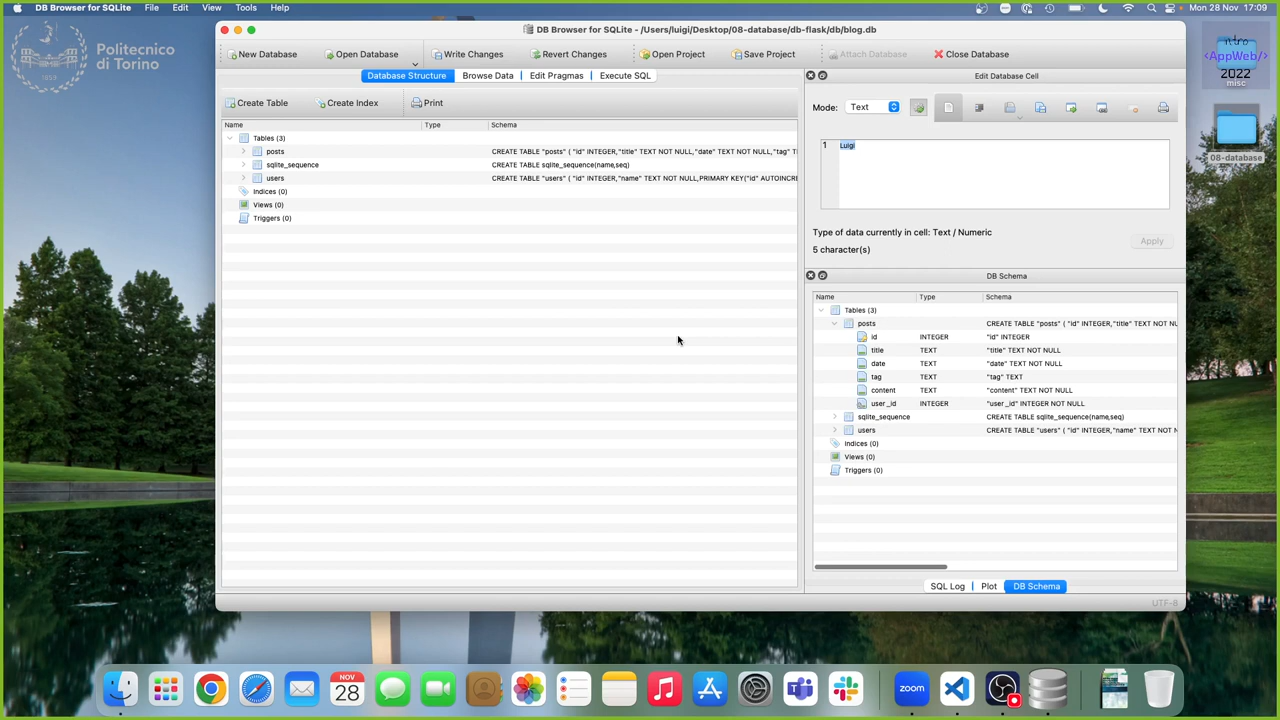 DB Browser for SQLite File Edit View Tools Help Mon 28 Nov 17:09
Politecnico
di Torino
1859
intro
<AppWeb/>
2022
misc
08-database
DB Browser for SQLite - /Users/luigi/Desktop/08-database/db-flask/db/blog.db
New Database Open Database Write Changes Revert Changes Open Project Save Project Attach Database Close Database
Database Structure Browse Data Edit Pragmas Execute SQL
Create Table Create Index Print
Name Type Schema
Tables (3)
posts CREATE TABLE "posts" ( "id" INTEGER,"title" TEXT NOT NULL,"date" TEXT NOT NULL,"tag" T
sqlite_sequence CREATE TABLE sqlite_sequence(name,seq)
users CREATE TABLE "users" ( "id" INTEGER,"name" TEXT NOT NULL,PRIMARY KEY("id" AUTOINCRE
Indices (0)
Views (0)
Triggers (0)
Edit Database Cell
Mode: Text
1 Luigi
Type of data currently in cell: Text / Numeric
5 character(s)
Apply
DB Schema
Name Type Schema
Tables (3)
posts CREATE TABLE "posts" ( "id" INTEGER,"title" TEXT NOT NU
id INTEGER "id" INTEGER
title TEXT "title" TEXT NOT NULL
date TEXT "date" TEXT NOT NULL
tag TEXT "tag" TEXT
content TEXT "content" TEXT NOT NULL
user_id INTEGER "user_id" INTEGER NOT NULL
sqlite_sequence CREATE TABLE sqlite_sequence(name,seq)
users CREATE TABLE "users" ( "id" INTEGER,"name" TEXT NOT N
Indices (0)
Views (0)
Triggers (0)
SQL Log Plot DB Schema
UTF-8
NOV
28
zoom